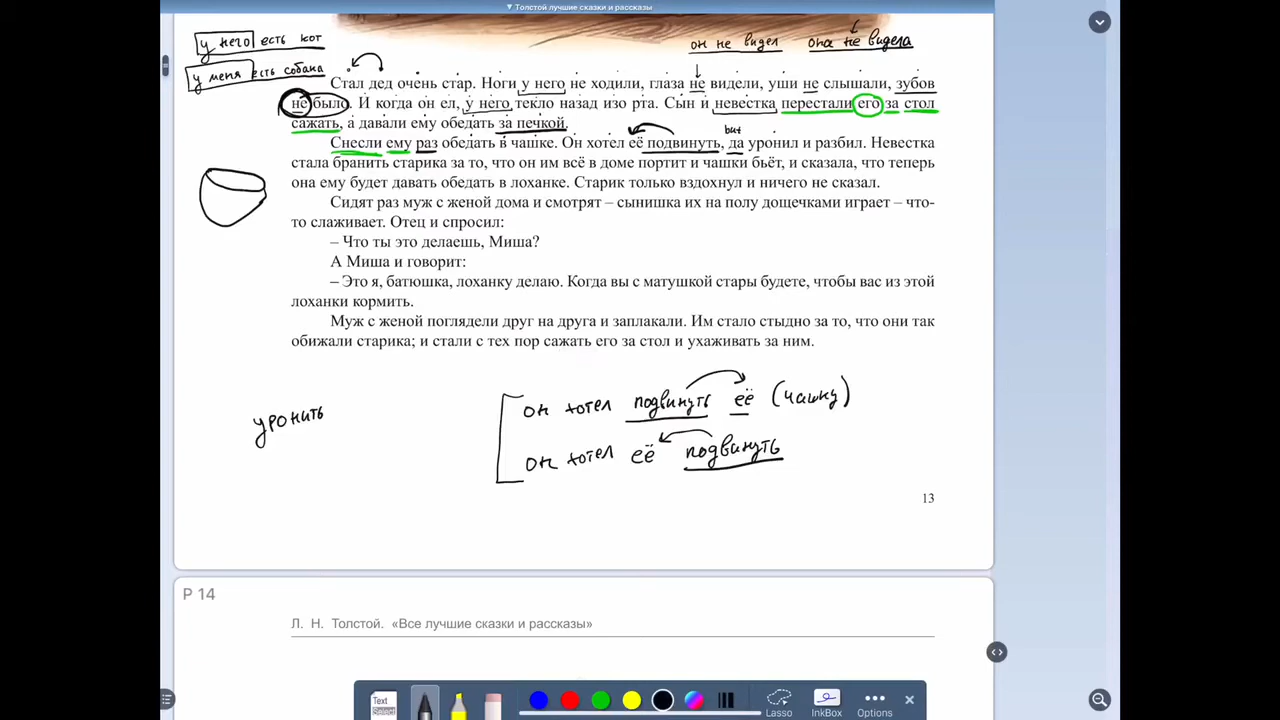 ▼ Толстой лучшие сказки и рассказы
у него есть кот
он не видел она не видела
у меня есть собака
Стал дед очень стар. Ноги у него не ходили, глаза не видели, уши не слышали, зубов
не было. И когда он ел, у него текло назад изо рта. Сын и невестка перестали его за стол
сажать, а давали ему обедать за печкой.
but
Снесли ему раз обедать в чашке. Он хотел её подвинуть, да уронил и разбил. Невестка
стала бранить старика за то, что он им всё в доме портит и чашки бьёт, и сказала, что теперь
она ему будет давать обедать в лоханке. Старик только вздохнул и ничего не сказал.
Сидят раз муж с женой дома и смотрят – сынишка их на полу дощечками играет – что-
то слаживает. Отец и спросил:
– Что ты это делаешь, Миша?
А Миша и говорит:
– Это я, батюшка, лоханку делаю. Когда вы с матушкой стары будете, чтобы вас из этой
лоханки кормить.
Муж с женой поглядели друг на друга и заплакали. Им стало стыдно за то, что они так
обижали старика; и стали с тех пор сажать его за стол и ухаживать за ним.
он хотел подвинуть её (чашку)
уронить
он хотел её подвинуть
13
P 14
Л. Н. Толстой. «Все лучшие сказки и рассказы»
Text
Lasso InkBox Options